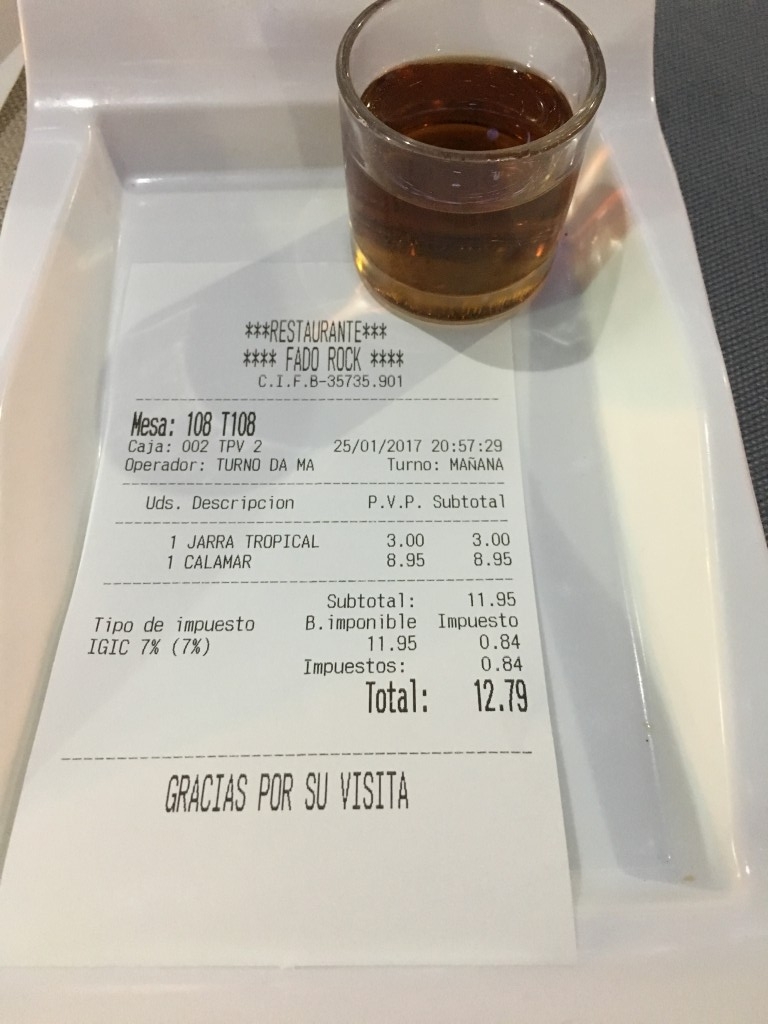 ***RESTAURANTE***
**** FADO ROCK ****
C.I.F.B-35735.901
Mesa: 108 T108
Caja: 002 TPV 2 25/01/2017 20:57:29
Operador: TURNO DA MA Turno: MAÑANA
Uds. Descripcion P.V.P. Subtotal
1 JARRA TROPICAL 3.00 3.00
1 CALAMAR 8.95 8.95
Subtotal: 11.95
Tipo de impuesto B.imponible Impuesto
IGIC 7% (7%) 11.95 0.84
Impuestos: 0.84
Total: 12.79
GRACIAS POR SU VISITA